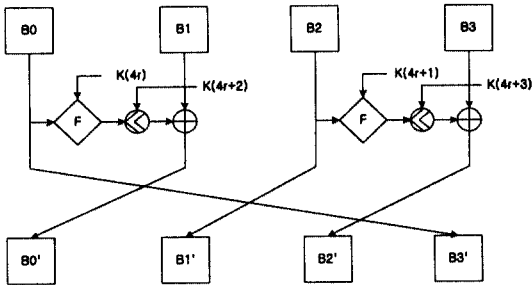 B0 B1 B2 B3
K(4r) K(4r+2) K(4r+1) K(4r+3)
F F
B0' B1' B2' B3'